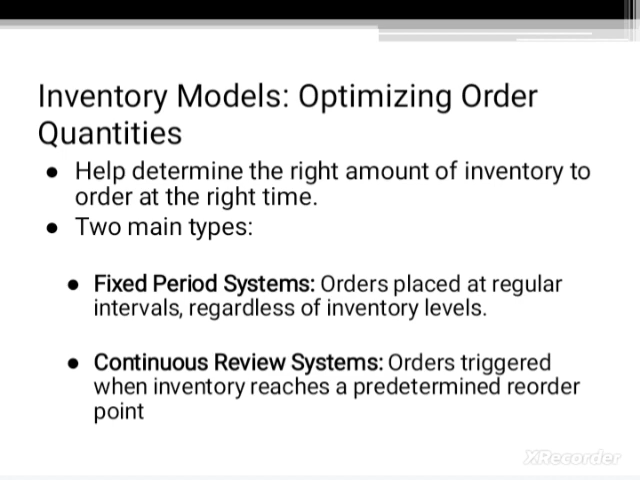 Inventory Models: Optimizing Order
Quantities
● Help determine the right amount of inventory to
order at the right time.
● Two main types:
● Fixed Period Systems: Orders placed at regular
intervals, regardless of inventory levels.
● Continuous Review Systems: Orders triggered
when inventory reaches a predetermined reorder
point
XRecorder